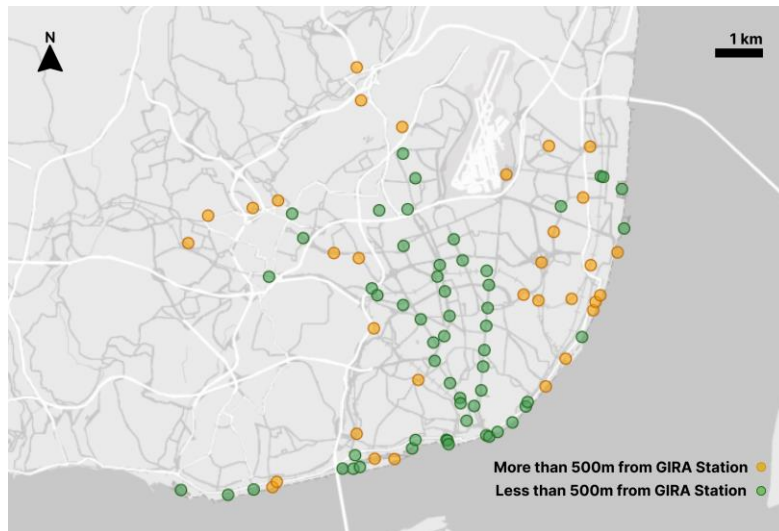 N
1 km
More than 500m from GIRA Station
Less than 500m from GIRA Station